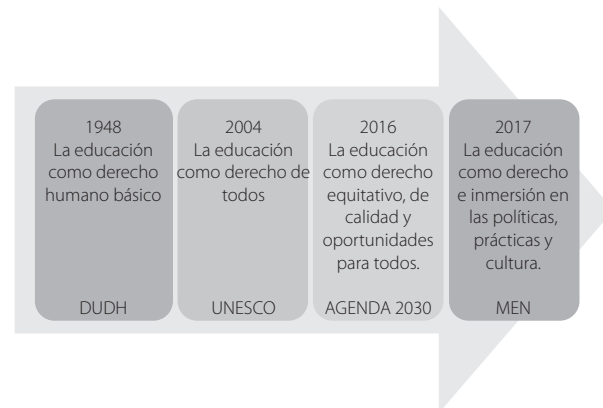 1948
La educación
como derecho
humano básico
DUDH
2004
La educación
como derecho de
todos
UNESCO
2016
La educación
como derecho
equitativo, de
calidad y
oportunidades
para todos.
AGENDA 2030
2017
La educación
como derecho
e inmersión en
las políticas,
prácticas y
cultura.
MEN